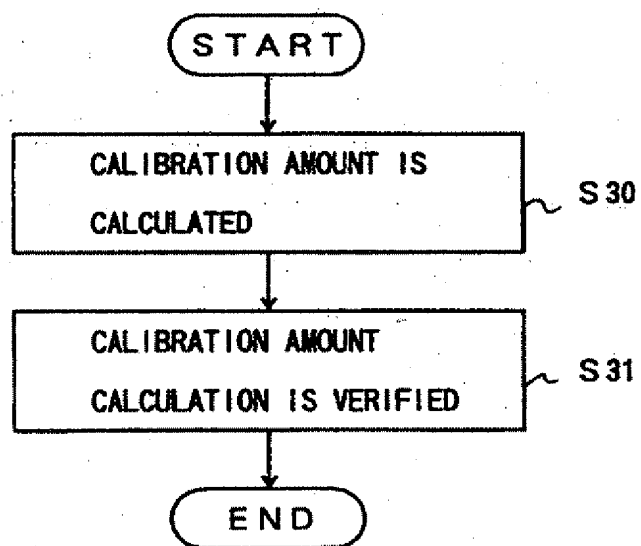 START
CALIBRATION AMOUNT IS
CALCULATED
S30
CALIBRATION AMOUNT
CALCULATION IS VERIFIED
S31
END